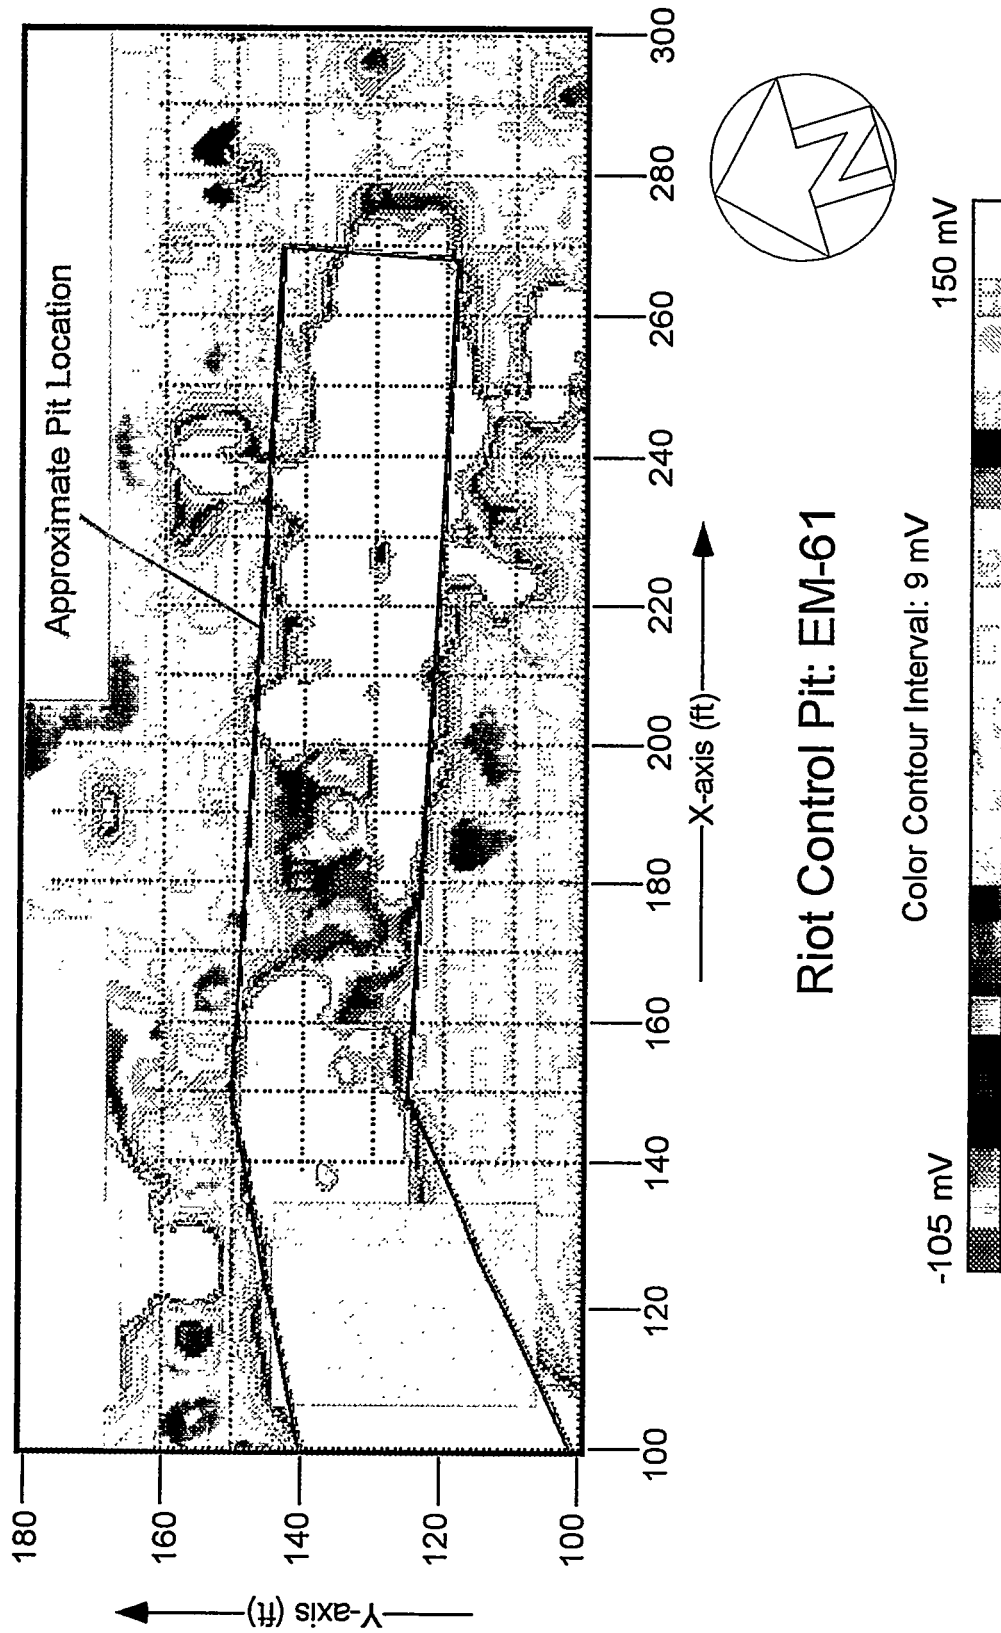 Approximate Pit Location
180
160
140
120
100
Y-axis (ft)
100
120
140
160
180
200
220
240
260
280
300
X-axis (ft)
N
Riot Control Pit: EM-61
Color Contour Interval: 9 mV
-105 mV
150 mV